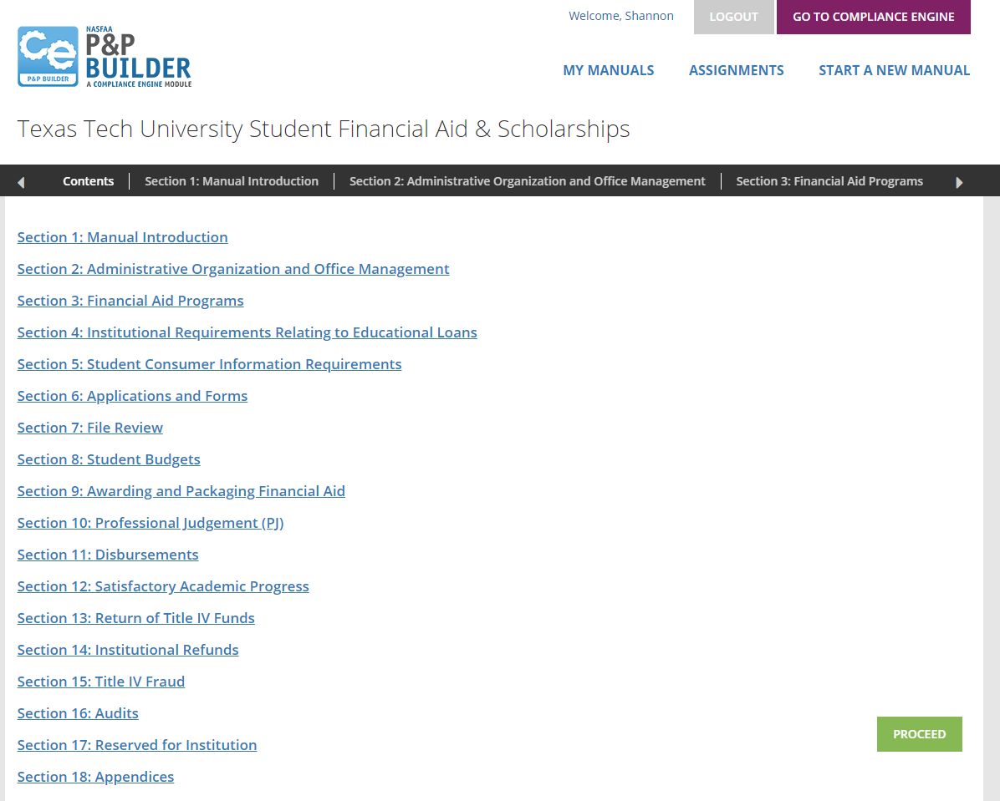 Welcome, Shannon
LOGOUT
GO TO COMPLIANCE ENGINE
Ce
P&P BUILDER
NASFAA
P&P
BUILDER
A COMPLIANCE ENGINE MODULE
MY MANUALS
ASSIGNMENTS
START A NEW MANUAL
Texas Tech University Student Financial Aid & Scholarships
Contents
Section 1: Manual Introduction
Section 2: Administrative Organization and Office Management
Section 3: Financial Aid Programs
Section 1: Manual Introduction
Section 2: Administrative Organization and Office Management
Section 3: Financial Aid Programs
Section 4: Institutional Requirements Relating to Educational Loans
Section 5: Student Consumer Information Requirements
Section 6: Applications and Forms
Section 7: File Review
Section 8: Student Budgets
Section 9: Awarding and Packaging Financial Aid
Section 10: Professional Judgement (PJ)
Section 11: Disbursements
Section 12: Satisfactory Academic Progress
Section 13: Return of Title IV Funds
Section 14: Institutional Refunds
Section 15: Title IV Fraud
Section 16: Audits
Section 17: Reserved for Institution
Section 18: Appendices
PROCEED